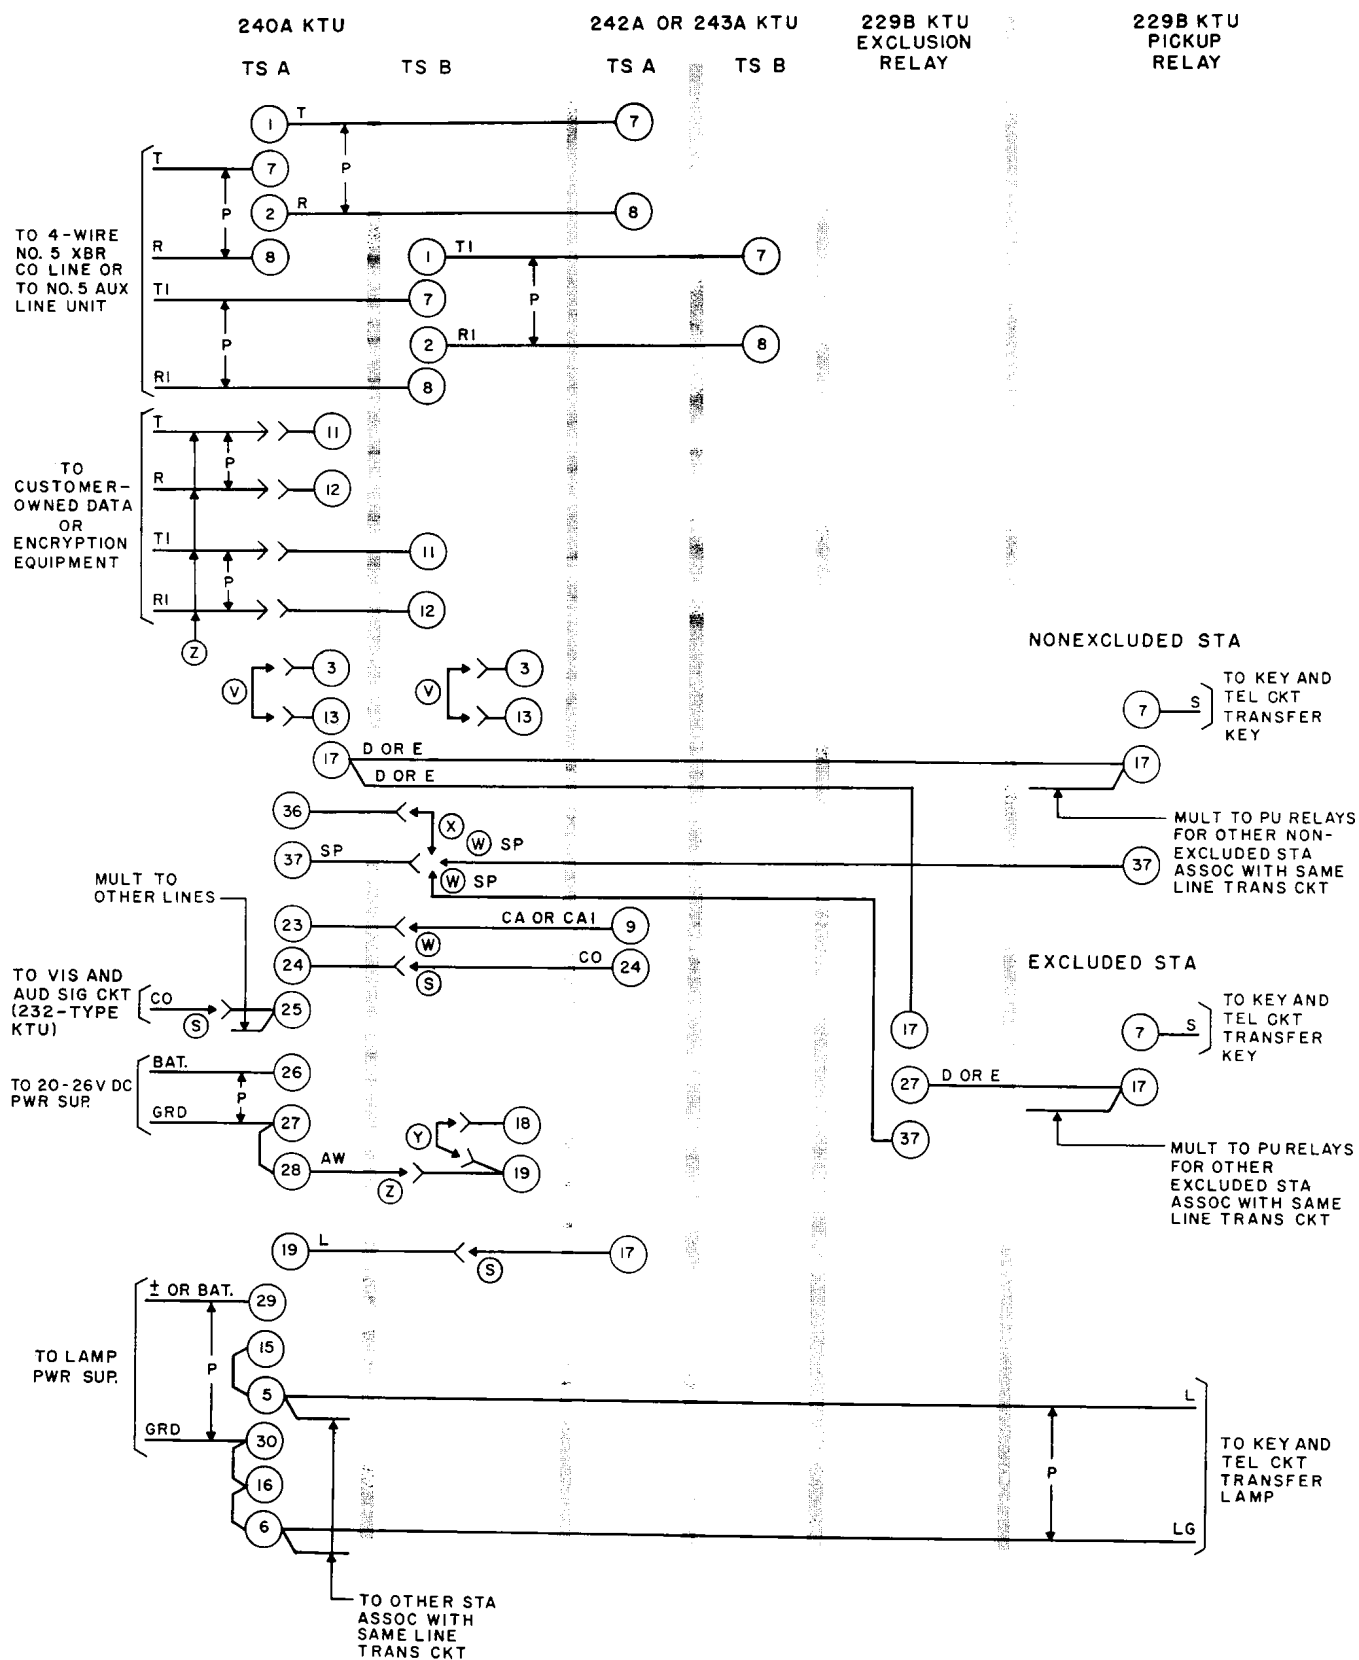 240A KTU
242A OR 243A KTU
229B KTU
EXCLUSION
RELAY
229B KTU
PICKUP
RELAY
TS A
TS B
TS A
TS B
1 T
7
P
T
7
P
2 R
8
TO 4-WIRE
NO. 5 XBR
CO LINE OR
TO NO. 5 AUX
LINE UNIT
R
8
1 T1
7
T1
7
P
P
2 R1
8
R1
8
TO
CUSTOMER-
OWNED DATA
OR
ENCRYPTION
EQUIPMENT
T
11
P
R
12
T1
11
P
R1
12
Z
V
3
13
V
3
13
NONEXCLUDED STA
7 S
TO KEY AND
TEL CKT
TRANSFER
KEY
17
D OR E
D OR E
17
MULT TO PU RELAYS
FOR OTHER NON-
EXCLUDED STA
ASSOC WITH SAME
LINE TRANS CKT
36
X
W SP
37 SP
37
W SP
MULT TO
OTHER LINES
23
CA OR CA1
9
W
24
CO
24
S
EXCLUDED STA
TO VIS AND
AUD SIG CKT
(232-TYPE
KTU)
CO
S
25
17
7 S
TO KEY AND
TEL CKT
TRANSFER
KEY
TO 20-26V DC
PWR SUP.
BAT.
26
P
GRD
27
27
D OR E
17
37
MULT TO PU RELAYS
FOR OTHER
EXCLUDED STA
ASSOC WITH SAME
LINE TRANS CKT
Y
18
28 AW
Z
19
19 L
S
17
TO LAMP
PWR SUP.
± OR BAT.
29
15
P
5
L
GRD
30
16
6
P
LG
TO KEY AND
TEL CKT
TRANSFER
LAMP
TO OTHER STA
ASSOC WITH
SAME LINE
TRANS CKT